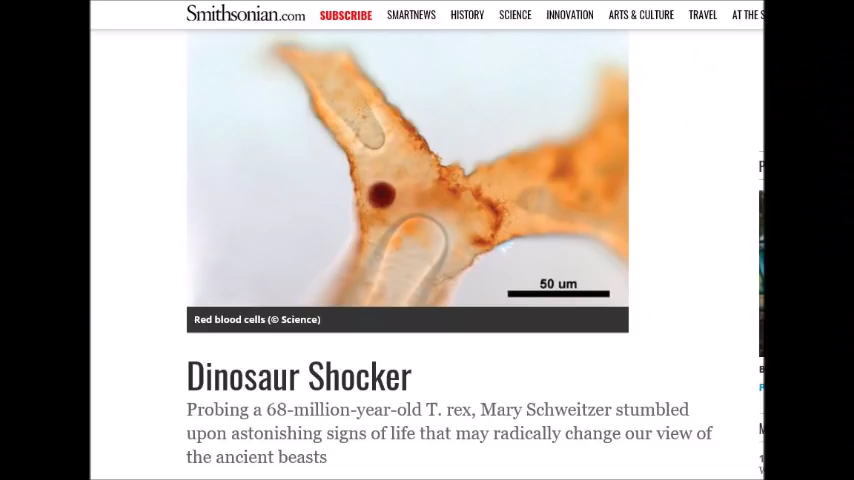 Smithsonian.com SUBSCRIBE SMARTNEWS HISTORY SCIENCE INNOVATION ARTS & CULTURE TRAVEL AT THE
50 um
Red blood cells (© Science)
Dinosaur Shocker
Probing a 68-million-year-old T. rex, Mary Schweitzer stumbled
upon astonishing signs of life that may radically change our view of
the ancient beasts